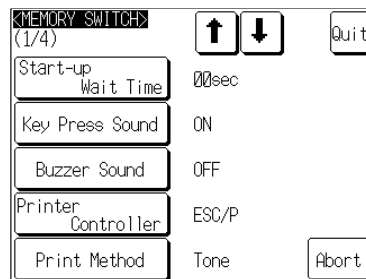 <MEMORY SWITCH>
(1/4)
Quit
Start-up
Wait Time
00sec
Key Press Sound
ON
Buzzer Sound
OFF
Printer
Controller
ESC/P
Print Method
Tone
Abort